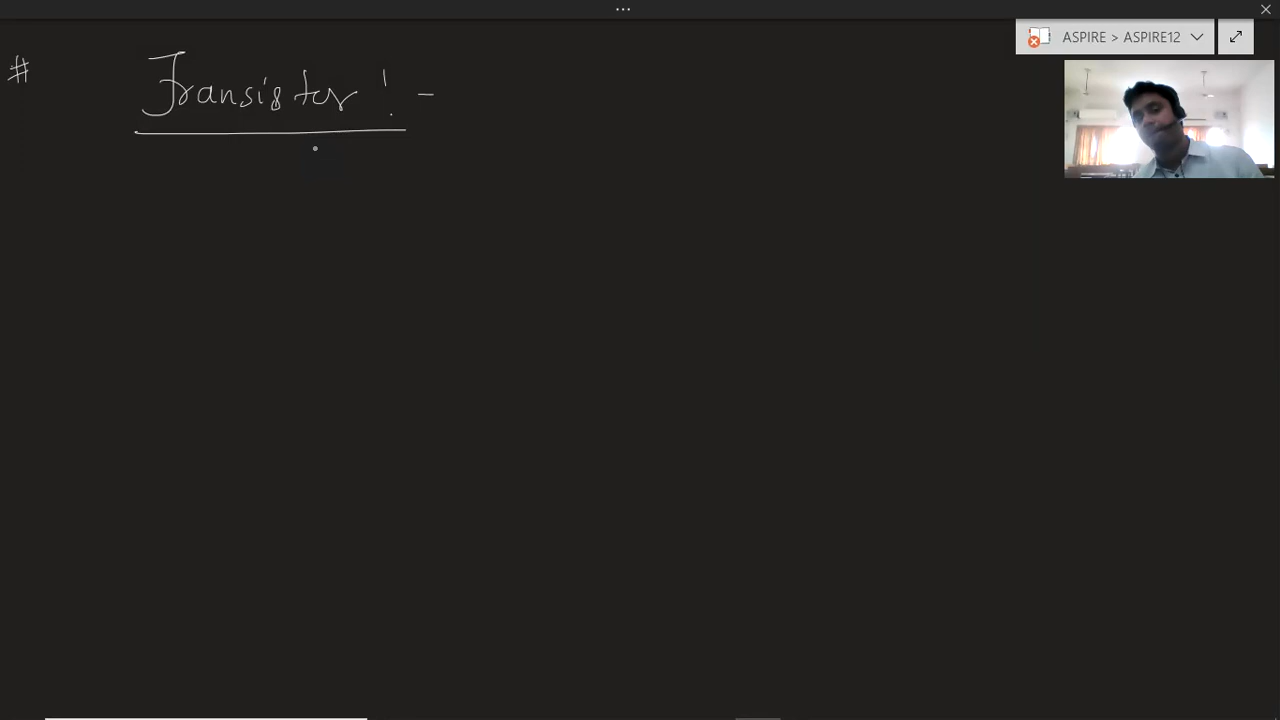 ...
ASPIRE > ASPIRE12
# Transistor ! -